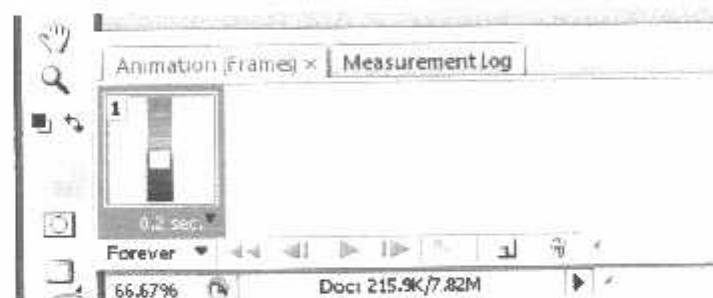 Animation (Frames) × Measurement Log
1
0.2 sec.
Forever
66.67% Doc: 215.9K/7.82M